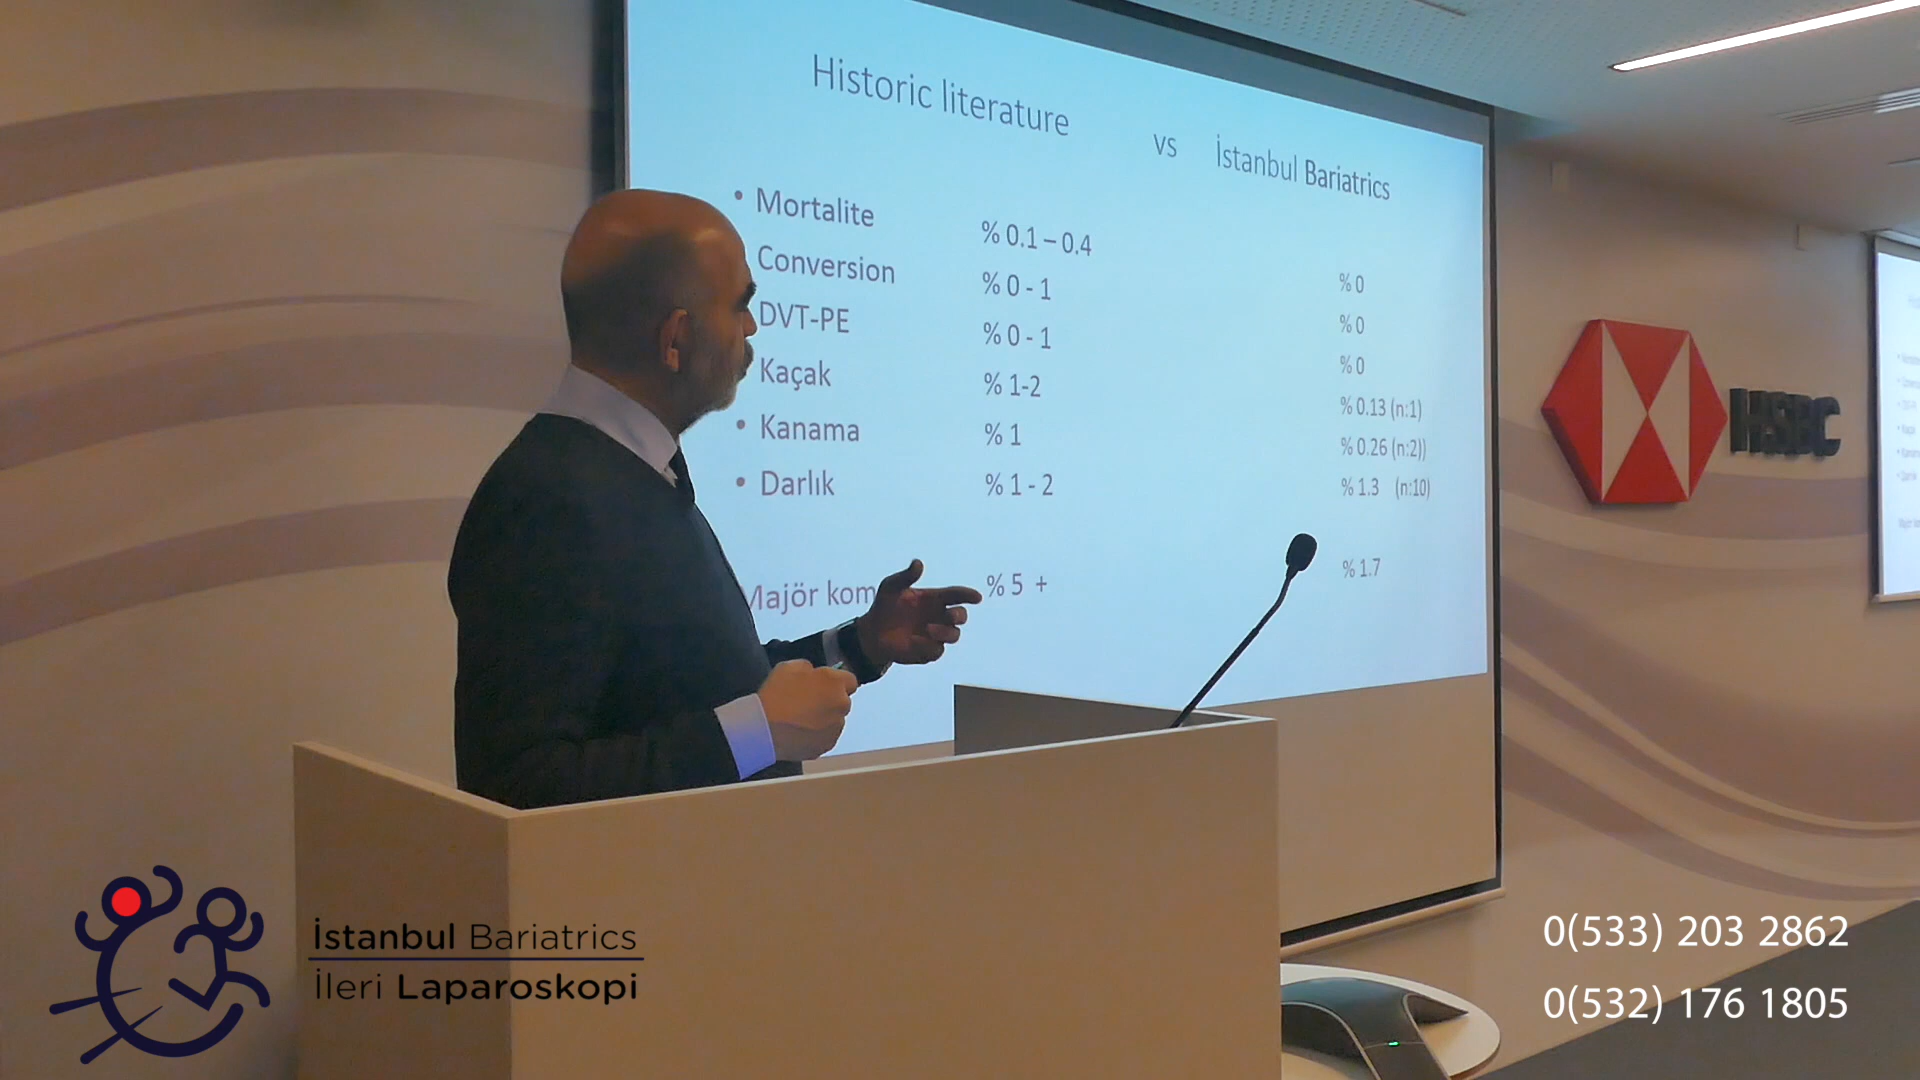 Historic literature vs İstanbul Bariatrics
• Mortalite % 0.1 – 0.4 % 0
Conversion % 0 - 1 % 0
DVT-PE % 0 - 1 % 0
Kaçak % 1-2 % 0.13 (n:1)
• Kanama % 1 % 0.26 (n:2))
• Darlık % 1 - 2 % 1.3 (n:10)
Majör kom % 5 + % 1.7
HSBC
İstanbul Bariatrics
İleri Laparoskopi
0(533) 203 2862
0(532) 176 1805